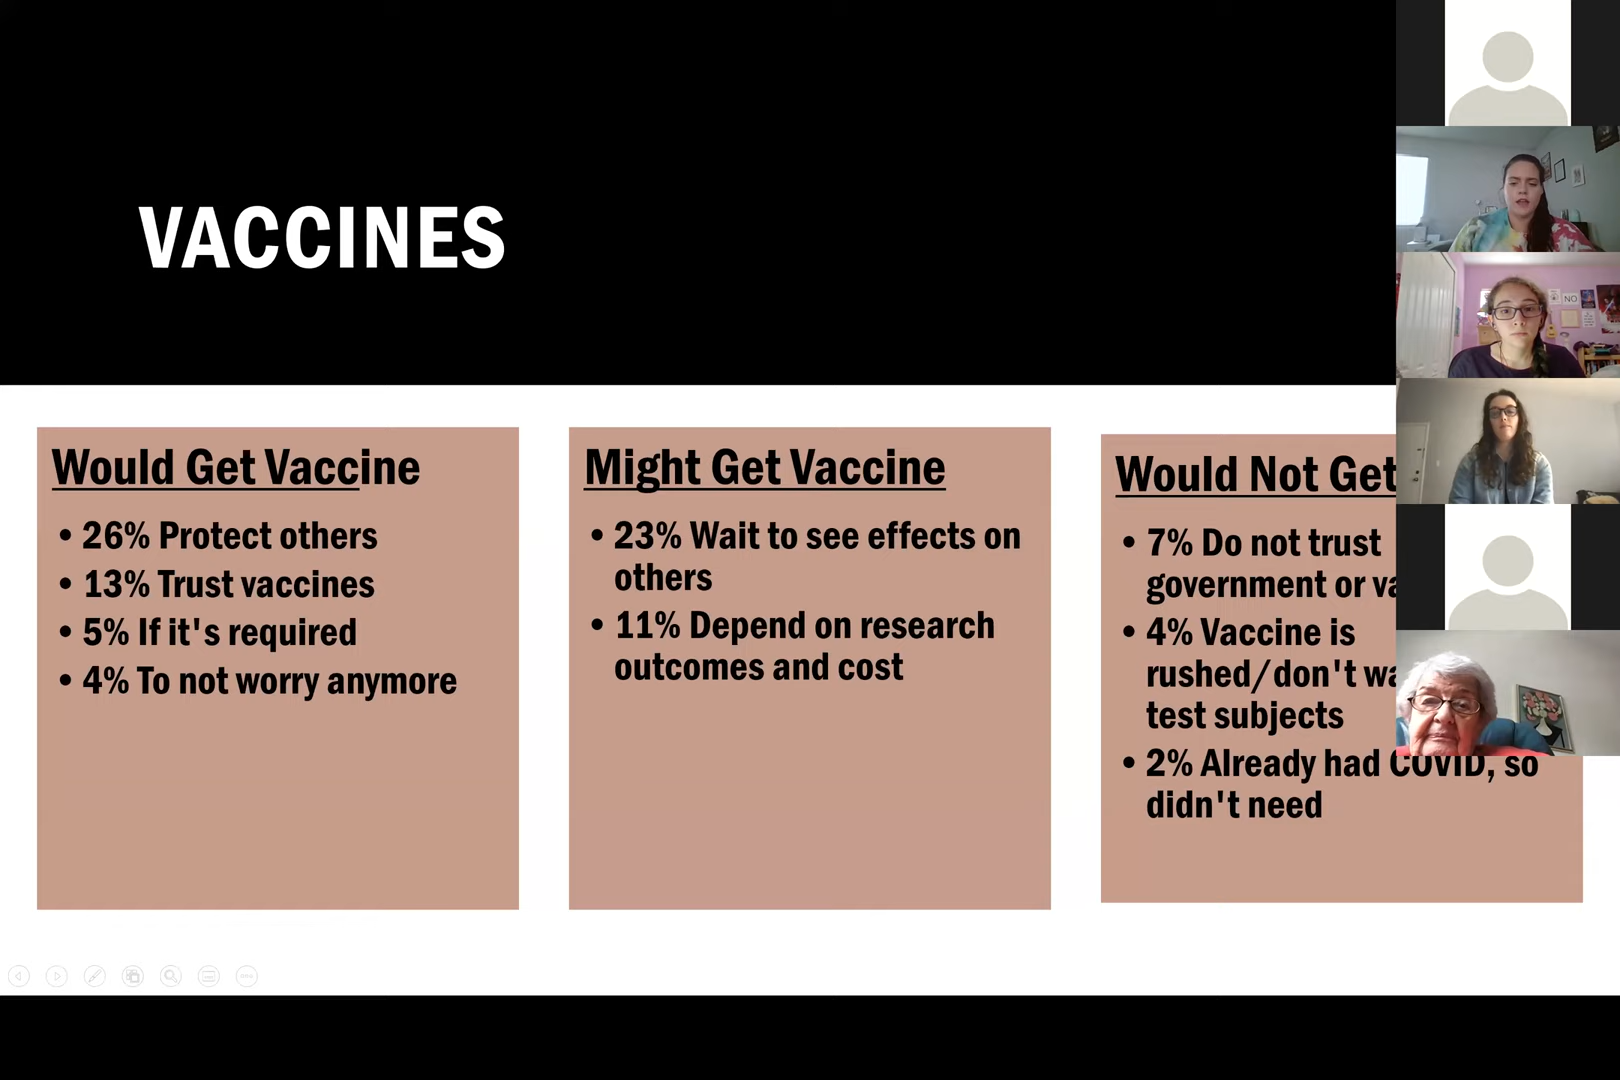 VACCINES
Would Get Vaccine
• 26% Protect others
• 13% Trust vaccines
• 5% If it's required
• 4% To not worry anymore
Might Get Vaccine
• 23% Wait to see effects on
others
• 11% Depend on research
outcomes and cost
Would Not Get
• 7% Do not trust
government or
• 4% Vaccine is
rushed/don't
test subjects
• 2% Already had COVID, so
didn't need
NO